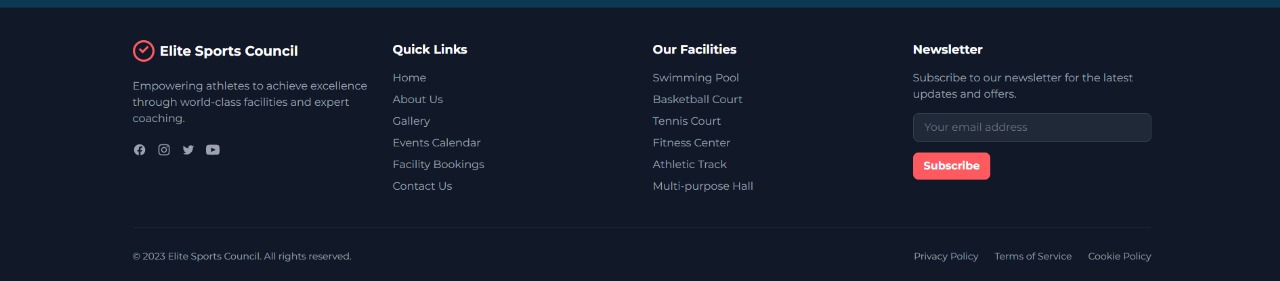 Elite Sports Council
Empowering athletes to achieve excellence
through world-class facilities and expert
coaching.
Quick Links
Home
About Us
Gallery
Events Calendar
Facility Bookings
Contact Us
Our Facilities
Swimming Pool
Basketball Court
Tennis Court
Fitness Center
Athletic Track
Multi-purpose Hall
Newsletter
Subscribe to our newsletter for the latest
updates and offers.
Your email address
Subscribe
© 2023 Elite Sports Council. All rights reserved.
Privacy Policy Terms of Service Cookie Policy